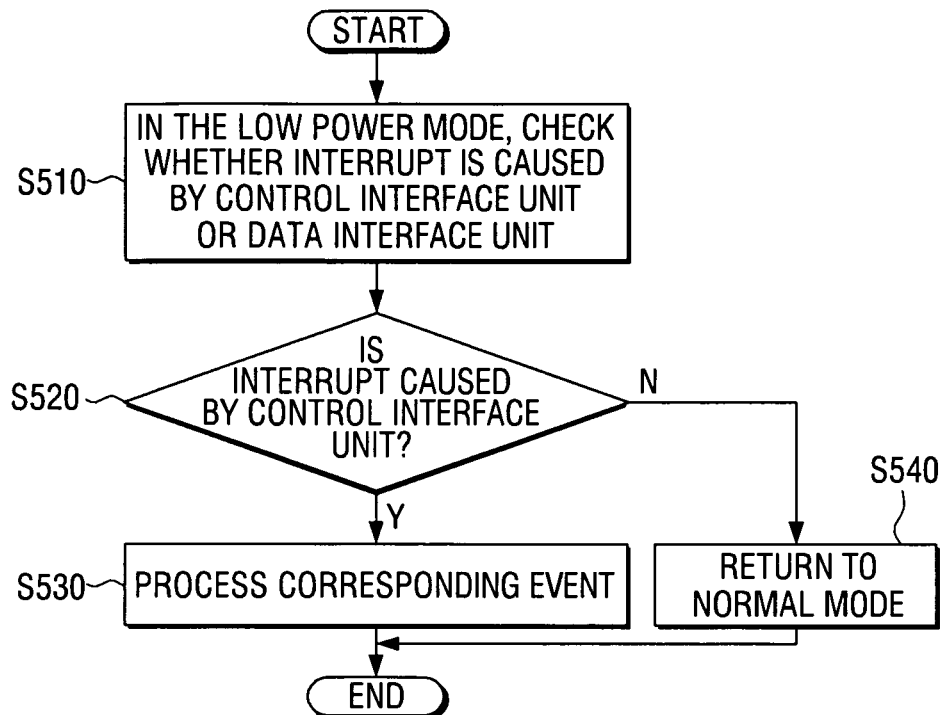 START
IN THE LOW POWER MODE, CHECK
WHETHER INTERRUPT IS CAUSED
BY CONTROL INTERFACE UNIT
OR DATA INTERFACE UNIT
S510
IS
INTERRUPT CAUSED
BY CONTROL INTERFACE
UNIT?
S520
N
Y
S540
S530
PROCESS CORRESPONDING EVENT
RETURN TO
NORMAL MODE
END